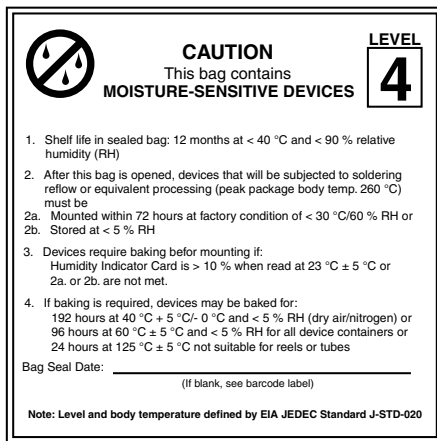 LEVEL
CAUTION
This bag contains
MOISTURE-SENSITIVE DEVICES
4
1. Shelf life in sealed bag: 12 months at < 40 °C and < 90 % relative
humidity (RH)
2. After this bag is opened, devices that will be subjected to soldering
reflow or equivalent processing (peak package body temp. 260 °C)
must be
2a. Mounted within 72 hours at factory condition of < 30 °C/60 % RH or
2b. Stored at < 5 % RH
3. Devices require baking befor mounting if:
Humidity Indicator Card is > 10 % when read at 23 °C ± 5 °C or
2a. or 2b. are not met.
4. If baking is required, devices may be baked for:
192 hours at 40 °C + 5 °C/- 0 °C and < 5 % RH (dry air/nitrogen) or
96 hours at 60 °C ± 5 °C and < 5 % RH for all device containers or
24 hours at 125 °C ± 5 °C not suitable for reels or tubes
Bag Seal Date:
(If blank, see barcode label)
Note: Level and body temperature defined by EIA JEDEC Standard J-STD-020